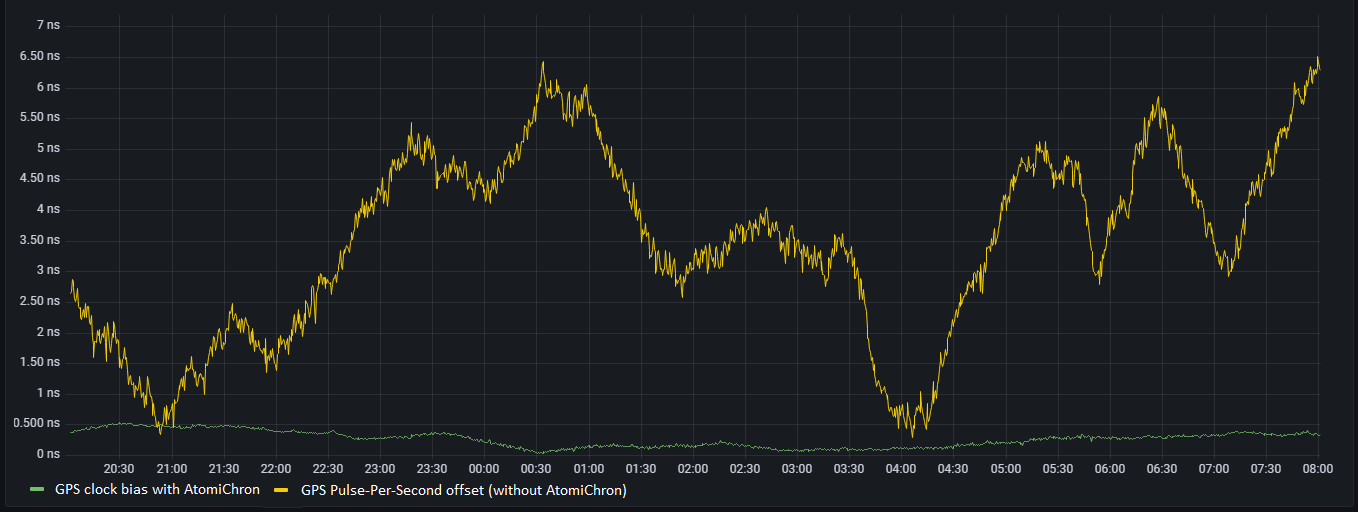 7 ns
6.50 ns
6 ns
5.50 ns
5 ns
4.50 ns
4 ns
3.50 ns
3 ns
2.50 ns
2 ns
1.50 ns
1 ns
0.500 ns
0 ns
20:30 21:00 21:30 22:00 22:30 23:00 23:30 00:00 00:30 01:00 01:30 02:00 02:30 03:00 03:30 04:00 04:30 05:00 05:30 06:00 06:30 07:00 07:30 08:00
GPS clock bias with AtomiChron GPS Pulse-Per-Second offset (without AtomiChron)